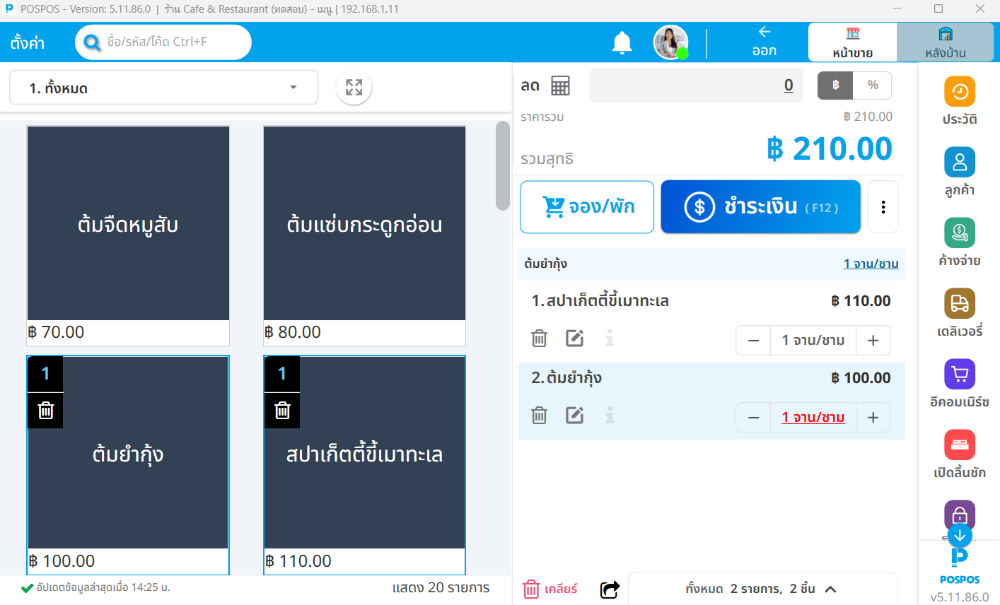 POSPOS - Version: 5.11.86.0 | ร้าน Cafe & Restaurant (ทดสอบ) - เมนู | 192.168.1.11
ตั้งค่า
ชื่อ/รหัส/โค้ด Ctrl+F
ออก
หน้าขาย
หลังบ้าน
1. ทั้งหมด
ต้มจืดหมูสับ
฿ 70.00
ต้มแซ่บกระดูกอ่อน
฿ 80.00
1
ต้มยำกุ้ง
฿ 100.00
1
สปาเก็ตตี้ขี้เมาทะเล
฿ 110.00
อัปเดตข้อมูลล่าสุดเมื่อ 14:25 น.
แสดง 20 รายการ
ลด
0
฿
%
ราคารวม
฿ 210.00
รวมสุทธิ
฿ 210.00
จอง/พัก
ชำระเงิน ( F12 )
ต้มยำกุ้ง
1 จาน/ชาม
1. สปาเก็ตตี้ขี้เมาทะเล
฿ 110.00
1 จาน/ชาม
2. ต้มยำกุ้ง
฿ 100.00
1 จาน/ชาม
เคลียร์
ทั้งหมด 2 รายการ, 2 ชิ้น
ประวัติ
ลูกค้า
ค้างจ่าย
เดลิเวอรี่
อีคอมเมิร์ซ
เปิดลิ้นชัก
POSPOS
v5.11.86.0